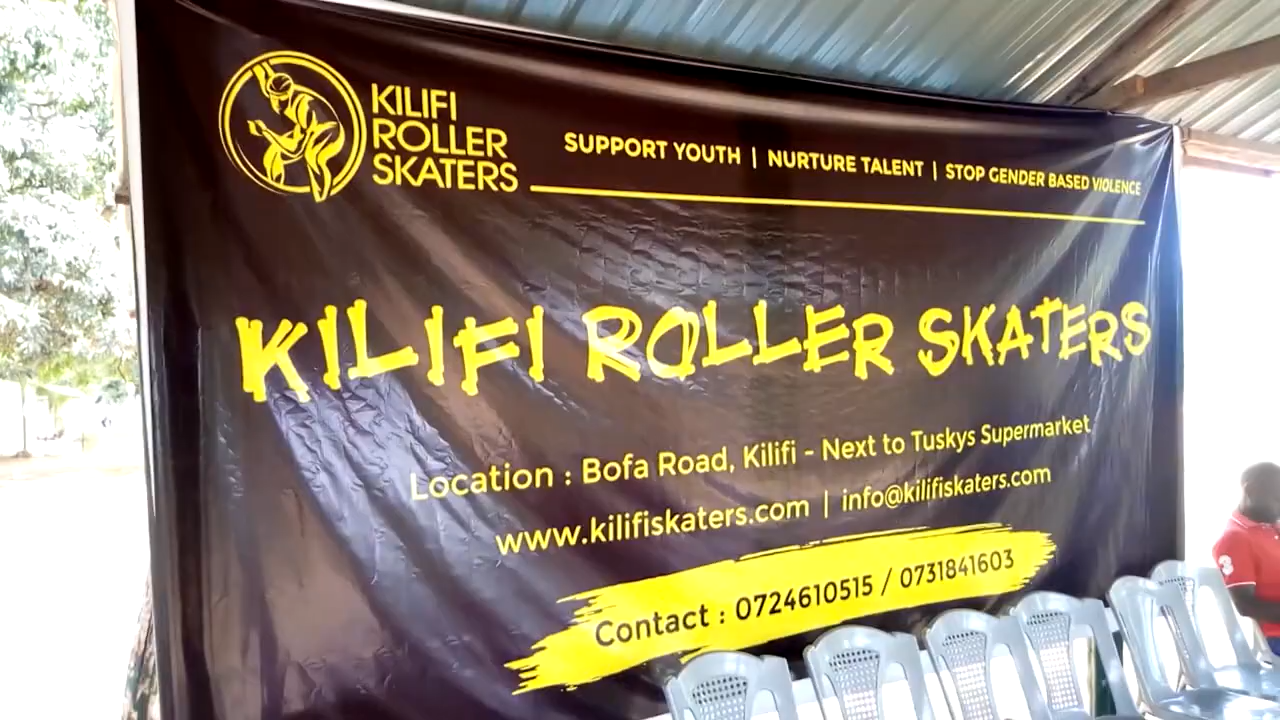 KILIFI
ROLLER
SKATERS
SUPPORT YOUTH | NURTURE TALENT | STOP GENDER BASED VIOLENCE
KILIFI ROLLER SKATERS
Location : Bofa Road, Kilifi - Next to Tuskys Supermarket
www.kilifiskaters.com | info@kilifiskaters.com
Contact : 0724610515 / 0731841603
3